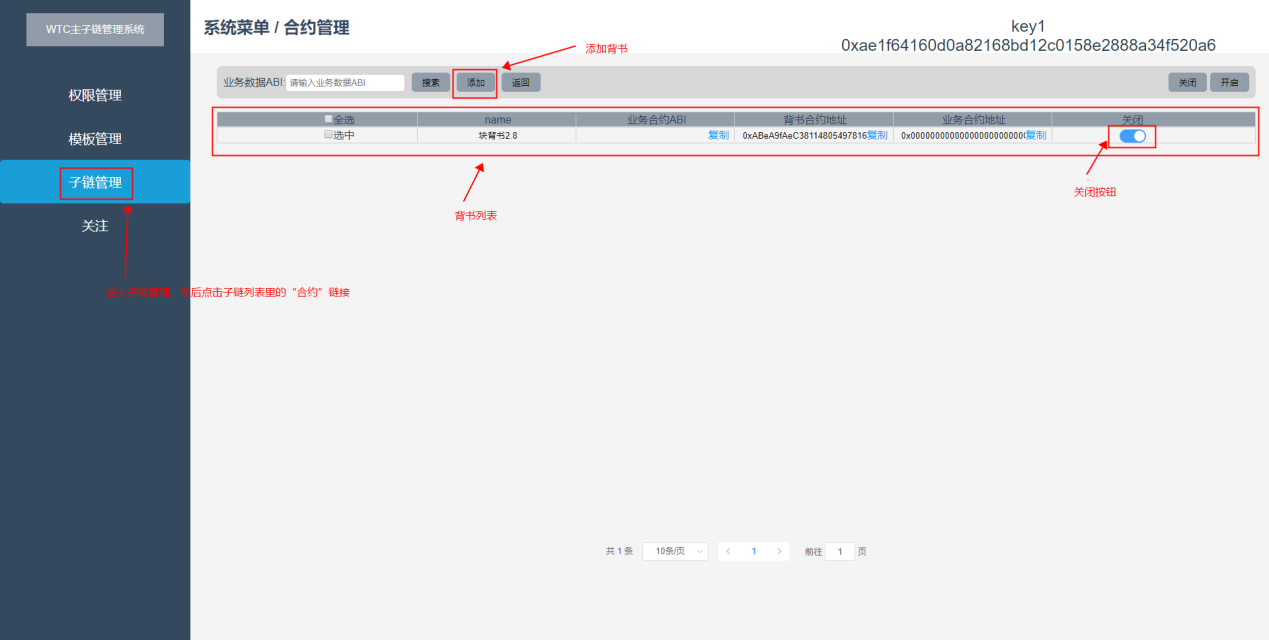 WTC主子链管理系统
系统菜单 / 合约管理
key1
0xae1f64160d0a82168bd12c0158e2888a34f520a6
添加背书
业务数据ABI: 请输入业务数据ABI 搜索 添加 返回 关闭 开启
权限管理
模板管理
子链管理
关注
全选 name 业务合约ABI 背书合约地址 业务合约地址 关闭
选中 块背书2.8 复制 0xABeA9fAeC38114805497816 复制 复制
关闭按钮
背书列表
进入子链管理，然后点击子链列表里的“合约”链接
共 1 条 10条/页 1 前往 1 页